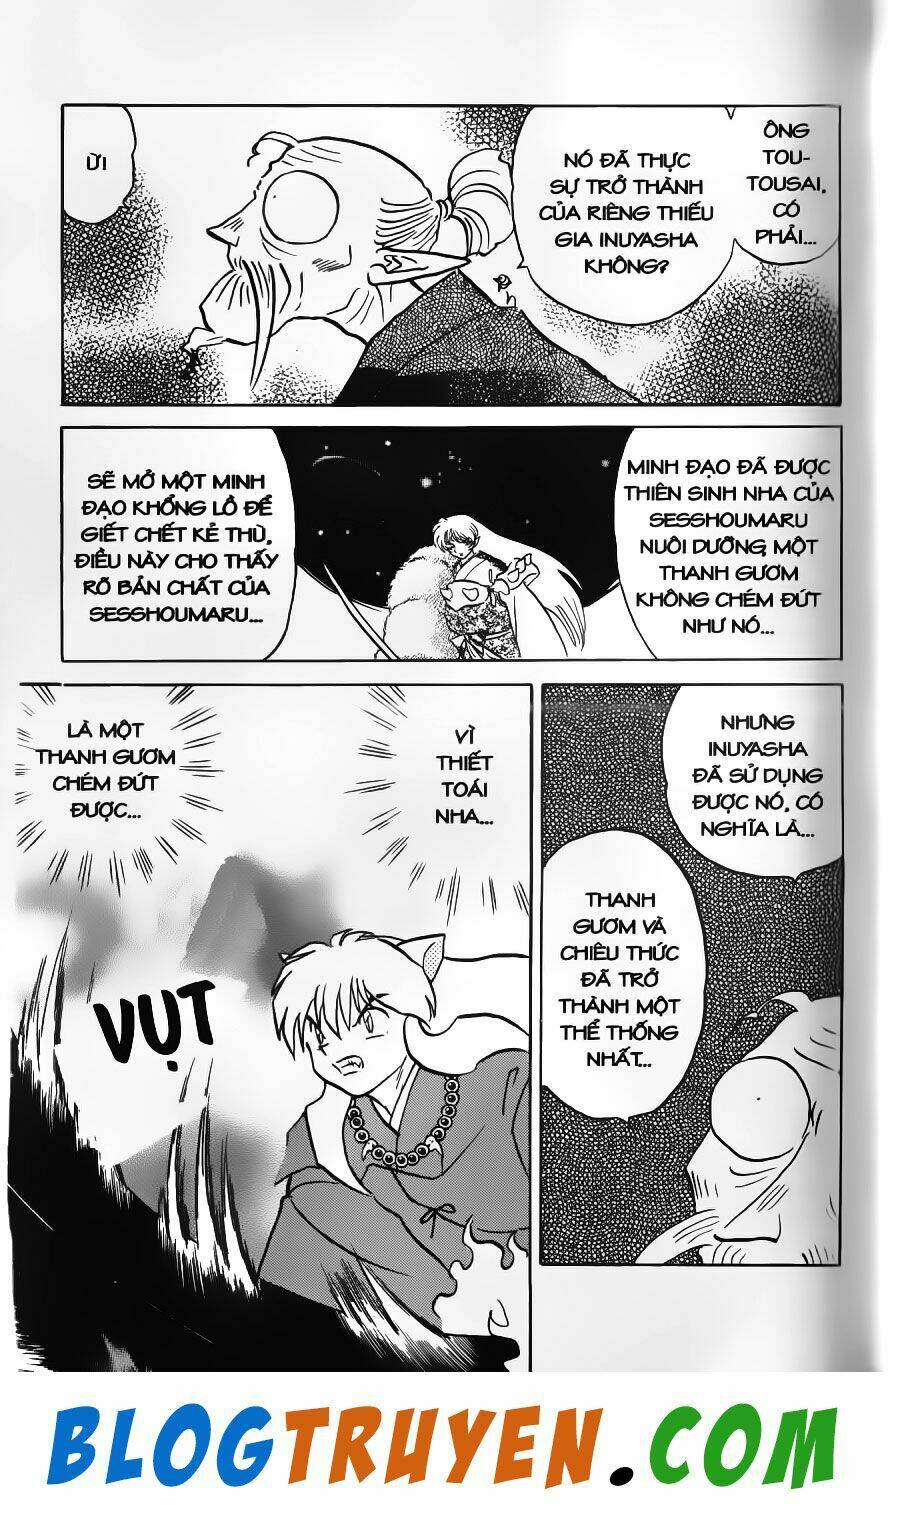 ÔNG
TOU-
TOUSAI,
CÓ
PHẢI...
NÓ ĐÃ THỰC
SỰ TRỞ THÀNH
CỦA RIÊNG THIẾU
GIA INUYASHA
KHÔNG?
ỪI
MINH ĐẠO ĐÃ ĐƯỢC
THIÊN SINH NHA CỦA
SESSHOUMARU
NUÔI DƯỠNG, MỘT
THANH GƯƠM
KHÔNG CHÉM ĐỨT
NHƯ NÓ...
SẼ MỞ MỘT MINH
ĐẠO KHỔNG LỒ ĐỂ
GIẾT CHẾT KẺ THÙ,
ĐIỀU NÀY CHO THẤY
RÕ BẢN CHẤT CỦA
SESSHOUMARU...
NHƯNG
INUYASHA
ĐÃ SỬ DỤNG
ĐƯỢC NÓ, CÓ
NGHĨA LÀ...
THANH
GƯƠM VÀ
CHIÊU THỨC
ĐÃ TRỞ
THÀNH MỘT
THỂ THỐNG
NHẤT...
VÌ
THIẾT
TOÁI
NHA...
LÀ MỘT
THANH GƯƠM
CHÉM ĐỨT
ĐƯỢC...
VỤT
BLOGTRUYEN.COM